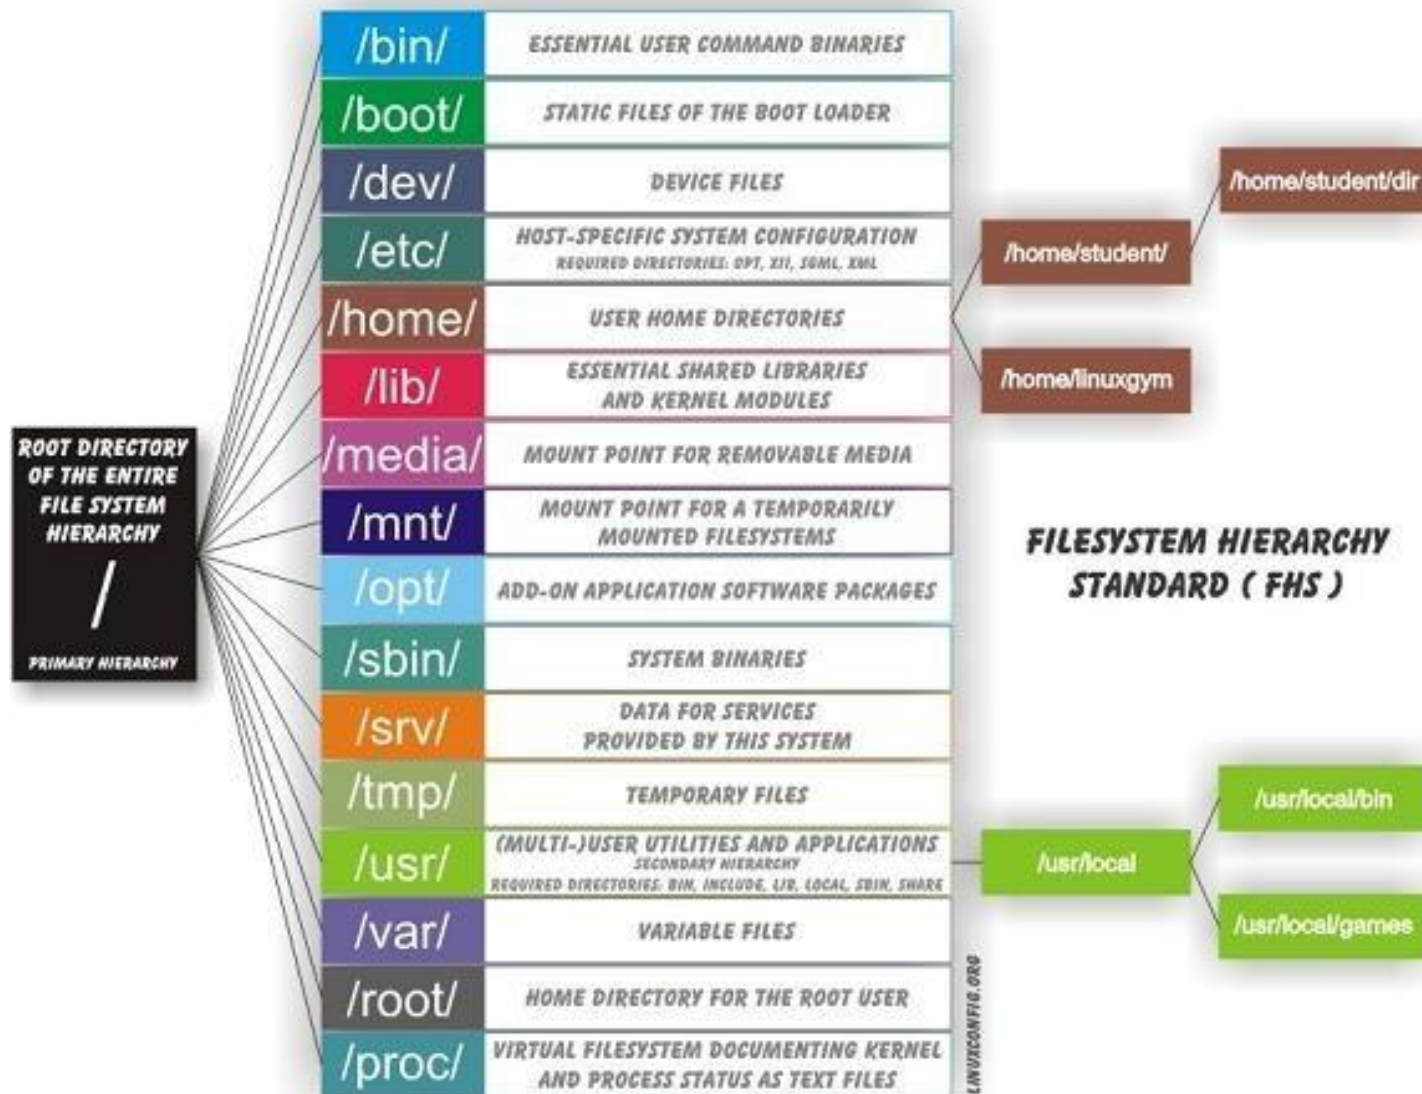 ROOT DIRECTORY
OF THE ENTIRE
FILE SYSTEM
HIERARCHY
/
PRIMARY HIERARCHY
/bin/
ESSENTIAL USER COMMAND BINARIES
/boot/
STATIC FILES OF THE BOOT LOADER
/dev/
DEVICE FILES
/etc/
HOST-SPECIFIC SYSTEM CONFIGURATION
REQUIRED DIRECTORIES: OPT, X11, SGML, XML
/home/
USER HOME DIRECTORIES
/lib/
ESSENTIAL SHARED LIBRARIES
AND KERNEL MODULES
/media/
MOUNT POINT FOR REMOVABLE MEDIA
/mnt/
MOUNT POINT FOR A TEMPORARILY
MOUNTED FILESYSTEMS
/opt/
ADD-ON APPLICATION SOFTWARE PACKAGES
/sbin/
SYSTEM BINARIES
/srv/
DATA FOR SERVICES
PROVIDED BY THIS SYSTEM
/tmp/
TEMPORARY FILES
/usr/
(MULTI-)USER UTILITIES AND APPLICATIONS
SECONDARY HIERARCHY
REQUIRED DIRECTORIES: BIN, INCLUDE, LIB, LOCAL, SBIN, SHARE
/var/
VARIABLE FILES
/root/
HOME DIRECTORY FOR THE ROOT USER
/proc/
VIRTUAL FILESYSTEM DOCUMENTING KERNEL
AND PROCESS STATUS AS TEXT FILES
/home/student/
/home/student/dir
/home/linuxgym
FILESYSTEM HIERARCHY
STANDARD ( FHS )
/usr/local
/usr/local/bin
/usr/local/games
LINUXCONFIG.ORG